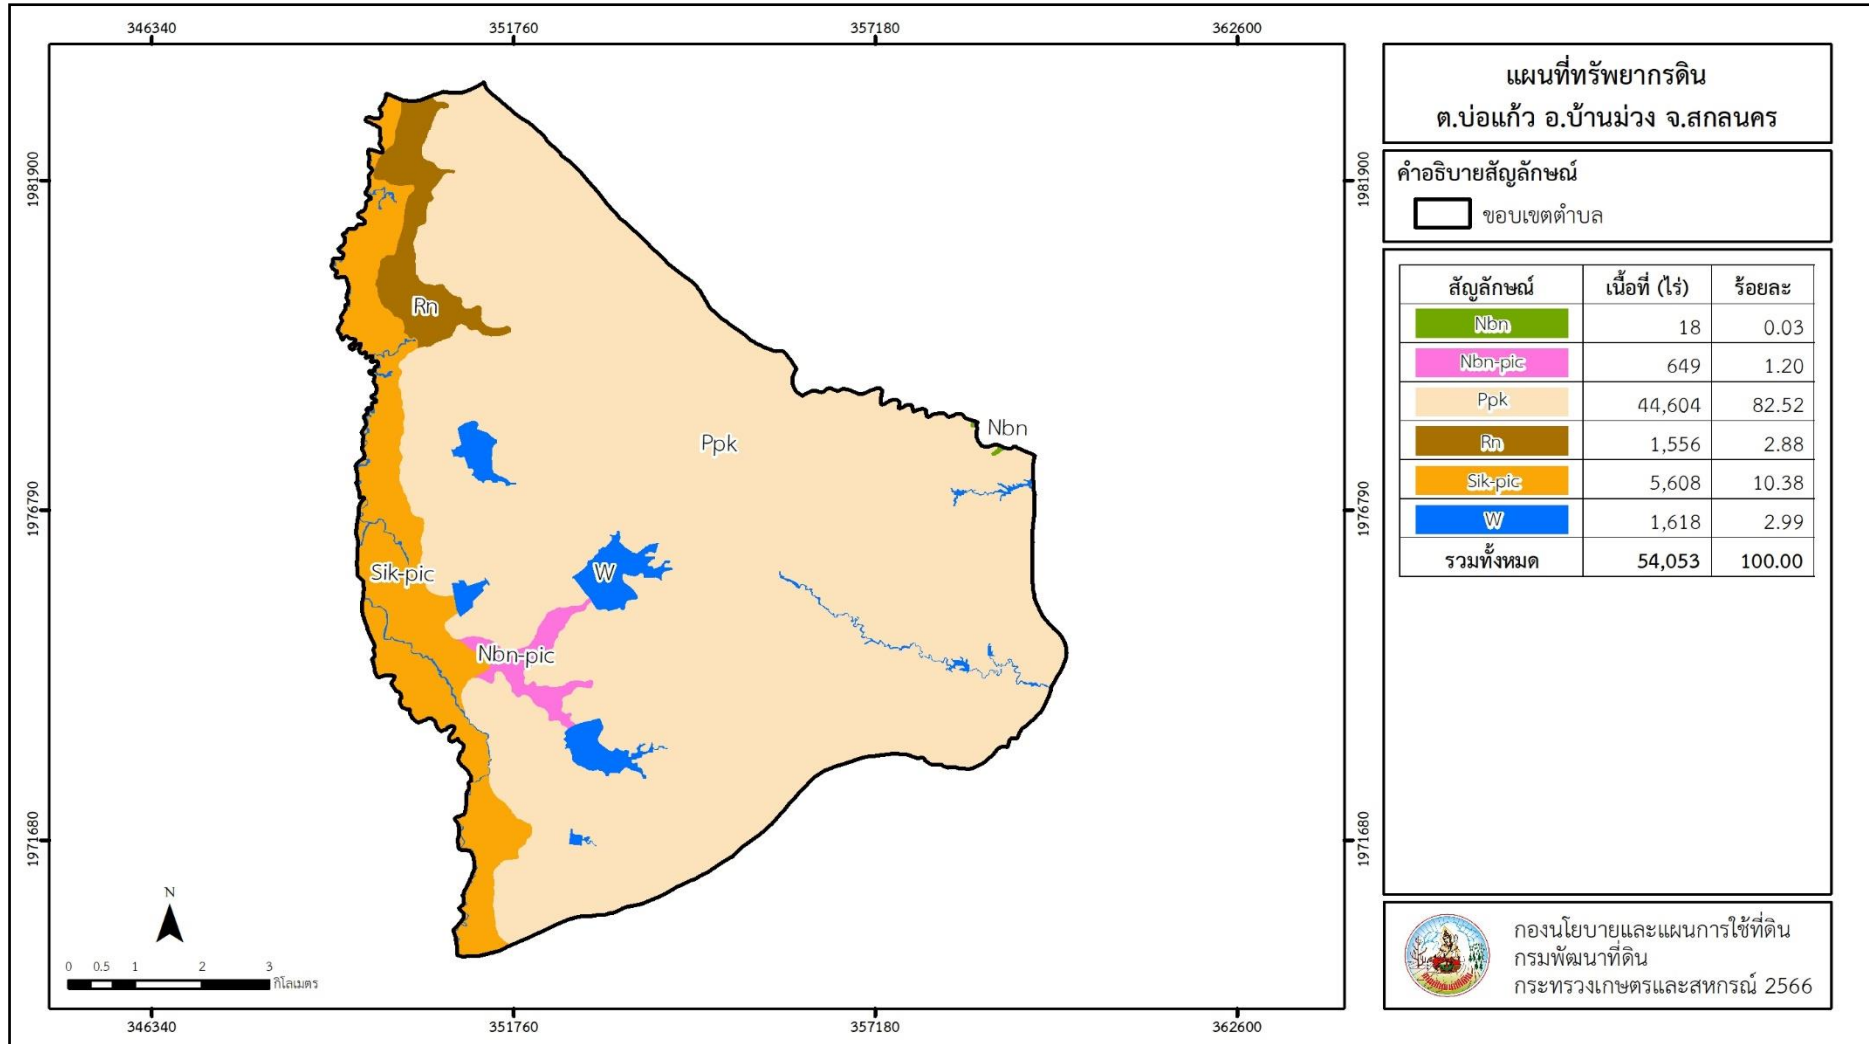 346340
351760
357180
362600
1981900
1976790
1971680
1981900
1976790
1971680
Rn
Ppk
Nbn
Sik-pic
W
Nbn-pic
N
0 0.5 1 2 3
กิโลเมตร
346340
351760
357180
362600
แผนที่ทรัพยากรดิน
ต.บ่อแก้ว อ.บ้านม่วง จ.สกลนคร
คำอธิบายสัญลักษณ์
ขอบเขตตำบล
สัญลักษณ์ เนื้อที่ (ไร่) ร้อยละ
Nbn 18 0.03
Nbn-pic 649 1.20
Ppk 44,604 82.52
Rn 1,556 2.88
Sik-pic 5,608 10.38
W 1,618 2.99
รวมทั้งหมด 54,053 100.00
กองนโยบายและแผนการใช้ที่ดิน
กรมพัฒนาที่ดิน
กระทรวงเกษตรและสหกรณ์ 2566